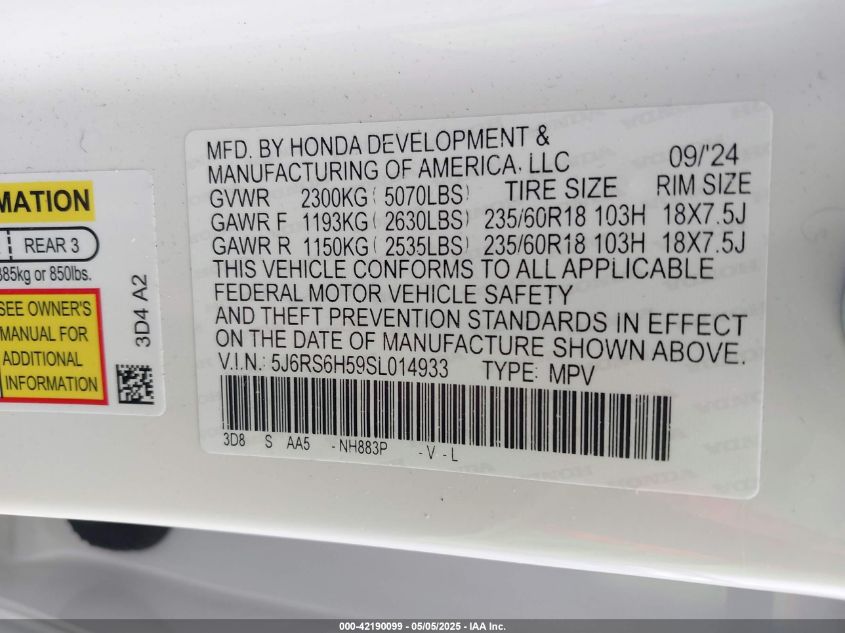 MATION
REAR 3
385kg or 850lbs.
SEE OWNER'S
MANUAL FOR
ADDITIONAL
INFORMATION
3D4 A2
MFD. BY HONDA DEVELOPMENT &
MANUFACTURING OF AMERICA, LLC 09/'24
GVWR 2300KG ( 5070LBS) TIRE SIZE RIM SIZE
GAWR F 1193KG ( 2630LBS) 235/60R18 103H 18X7.5J
GAWR R 1150KG ( 2535LBS) 235/60R18 103H 18X7.5J
THIS VEHICLE CONFORMS TO ALL APPLICABLE
FEDERAL MOTOR VEHICLE SAFETY
AND THEFT PREVENTION STANDARDS IN EFFECT
ON THE DATE OF MANUFACTURE SHOWN ABOVE.
V.I.N.: 5J6RS6H59SL014933 TYPE: MPV
3D8 S AA5 - NH883P - V - L
000-42190099 - 05/05/2025 - IAA Inc.